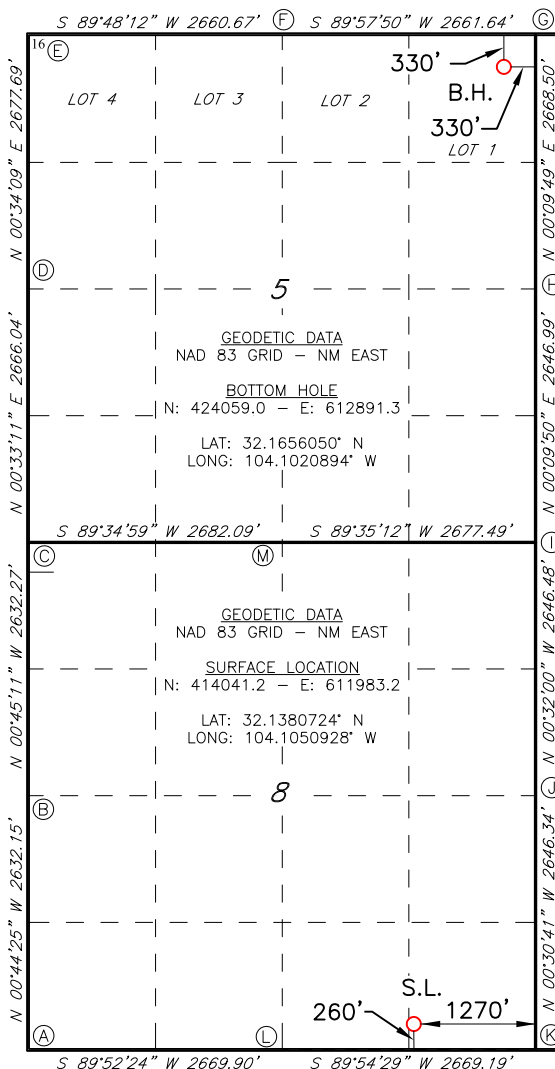 S 89°48'12" W 2660.67' F S 89°57'50" W 2661.64' G
16 E
330'
B.H.
330'
LOT 4 LOT 3 LOT 2
LOT 1
N 00°34'09" E 2677.69'
N 00°09'49" E 2668.50'
D 5 H
GEODETIC DATA
NAD 83 GRID – NM EAST
BOTTOM HOLE
N: 424059.0 – E: 612891.3
LAT: 32.1656050° N
LONG: 104.1020894° W
N 00°33'11" E 2666.04'
N 00°09'50" E 2646.99'
S 89°34'59" W 2682.09' S 89°35'12" W 2677.49'
C M I
GEODETIC DATA
NAD 83 GRID – NM EAST
SURFACE LOCATION
N: 414041.2 – E: 611983.2
LAT: 32.1380724° N
LONG: 104.1050928° W
N 00°45'11" W 2632.27'
N 00°32'00" W 2646.48'
B 8 J
N 00°44'25" W 2632.15'
N 00°30'41" W 2646.34'
S.L.
260' 1270'
A L K
S 89°52'24" W 2669.90' S 89°54'29" W 2669.19'